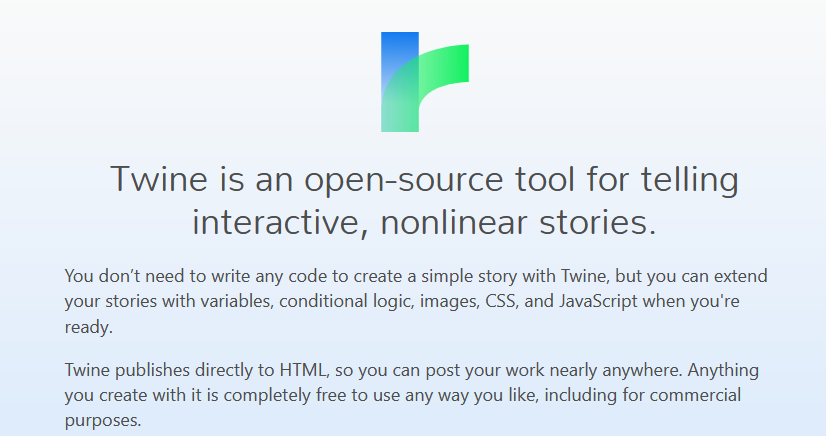 Twine is an open-source tool for telling
interactive, nonlinear stories.
You don’t need to write any code to create a simple story with Twine, but you can extend
your stories with variables, conditional logic, images, CSS, and JavaScript when you're
ready.
Twine publishes directly to HTML, so you can post your work nearly anywhere. Anything
you create with it is completely free to use any way you like, including for commercial
purposes.